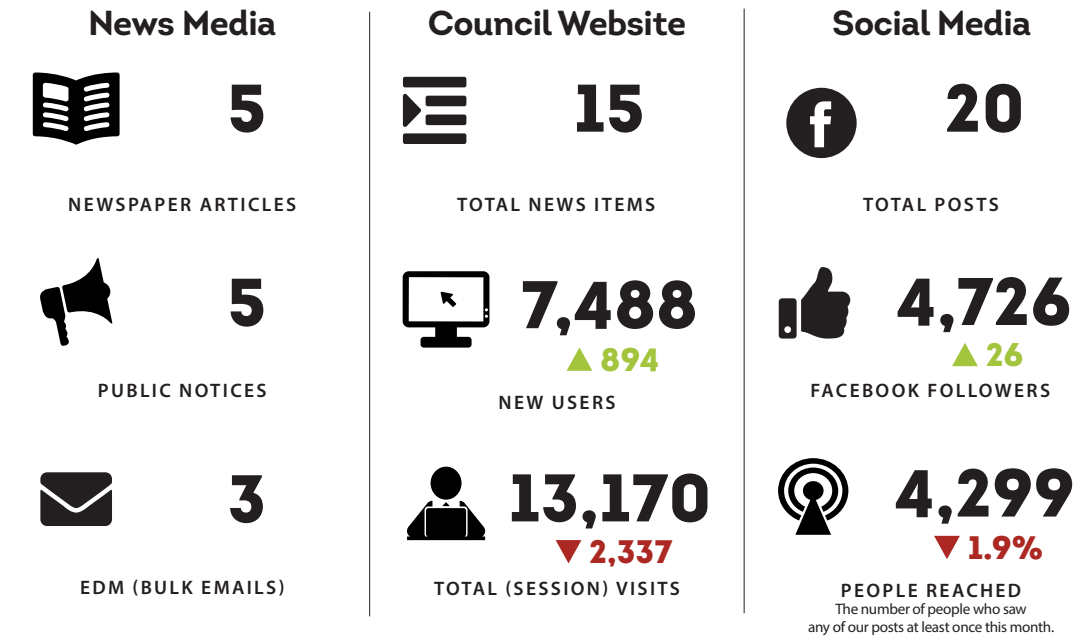 News Media
5
NEWSPAPER ARTICLES
5
PUBLIC NOTICES
3
EDM (BULK EMAILS)
Council Website
15
TOTAL NEWS ITEMS
7,488
▲ 894
NEW USERS
13,170
▼ 2,337
TOTAL (SESSION) VISITS
Social Media
f
20
TOTAL POSTS
4,726
▲ 26
FACEBOOK FOLLOWERS
4,299
▼ 1.9%
PEOPLE REACHED
The number of people who saw
any of our posts at least once this month.